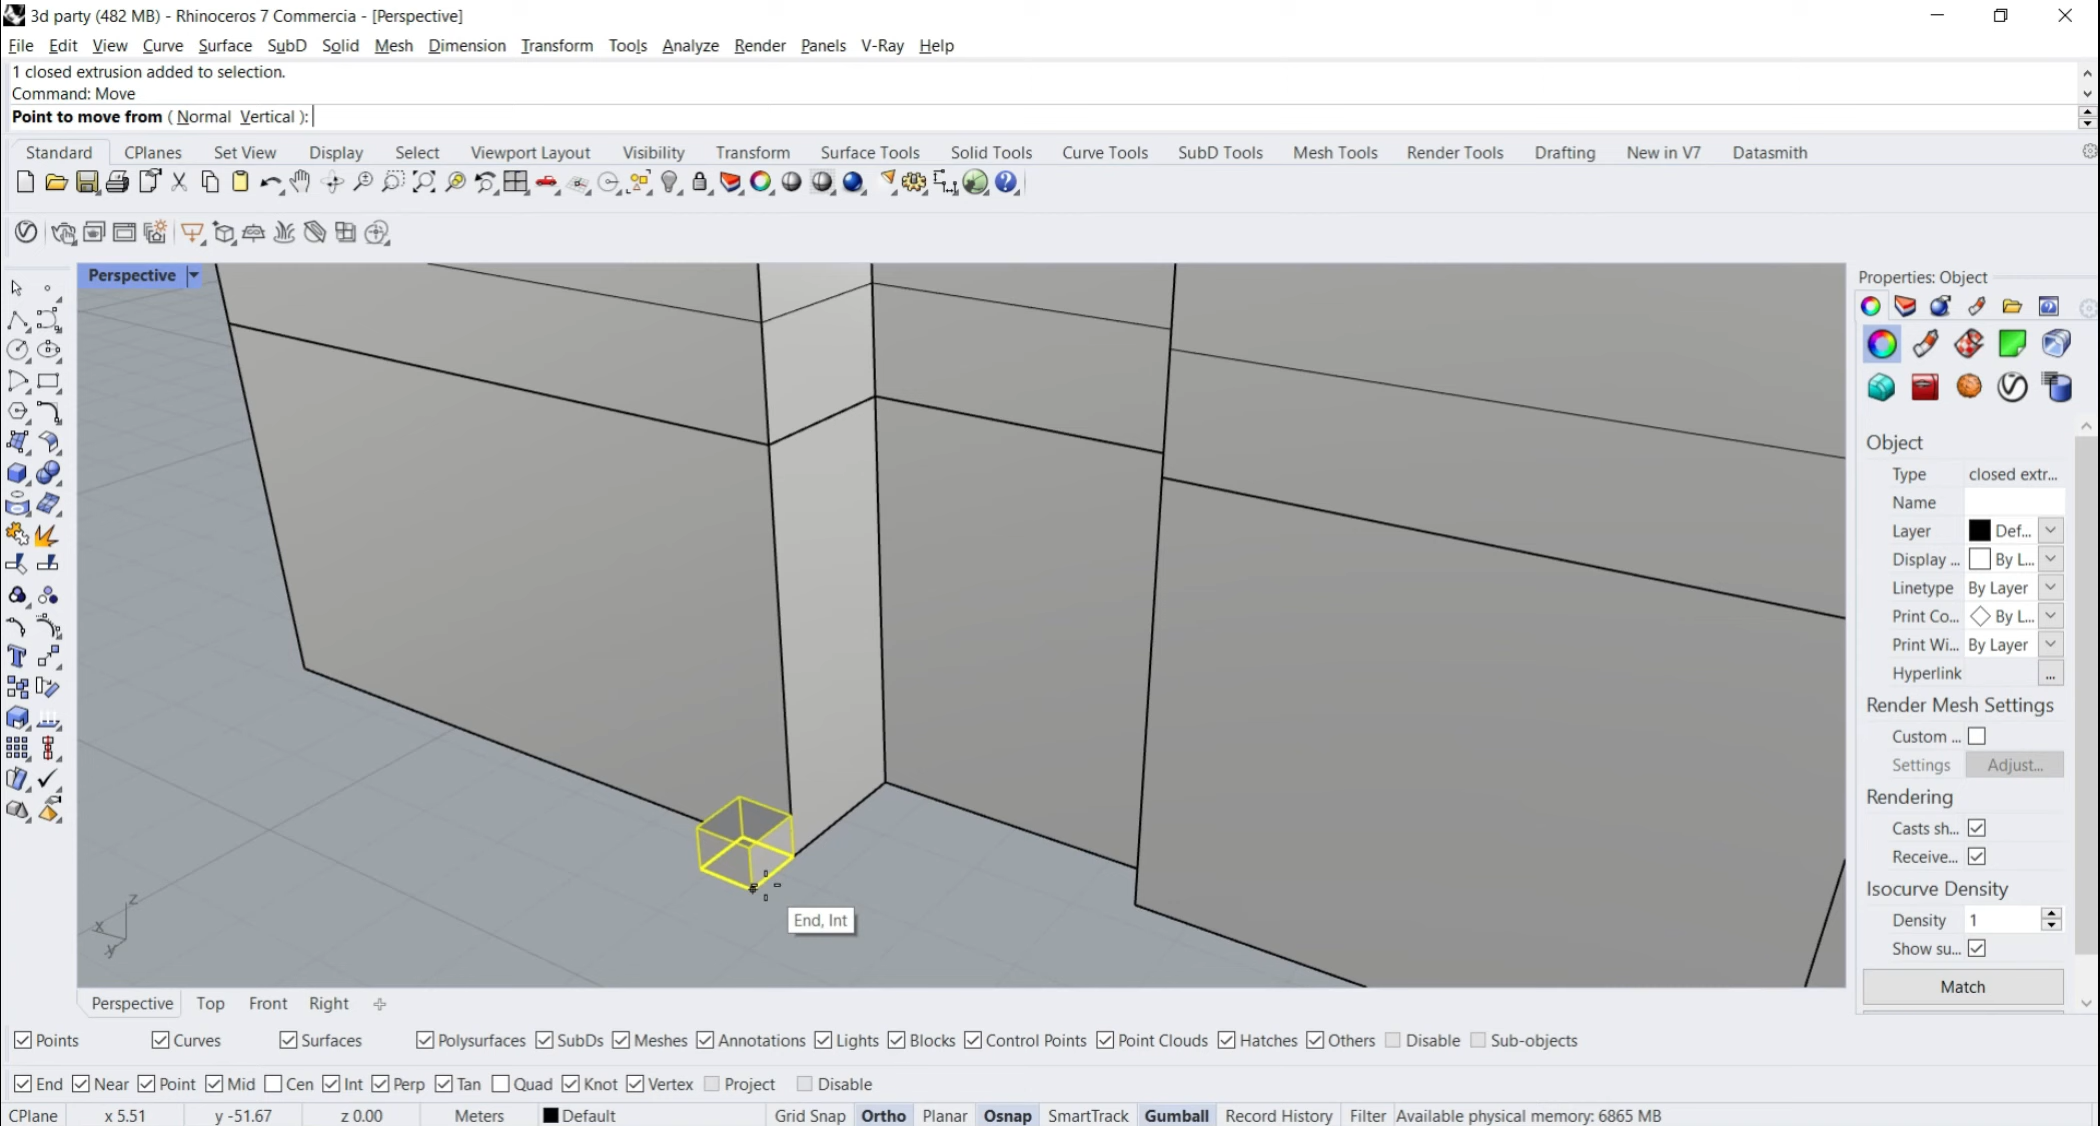 3d party (482 MB) - Rhinoceros 7 Commercia - [Perspective]
File Edit View Curve Surface SubD Solid Mesh Dimension Transform Tools Analyze Render Panels V-Ray Help
1 closed extrusion added to selection.
Command: Move
Point to move from ( Normal Vertical ):
Standard CPlanes Set View Display Select Viewport Layout Visibility Transform Surface Tools Solid Tools Curve Tools SubD Tools Mesh Tools Render Tools Drafting New in V7 Datasmith
Perspective
Properties: Object
Object
Type closed extr...
Name
Layer Def...
Display ... By L...
Linetype By Layer
Print Co... By L...
Print Wi... By Layer
Hyperlink ...
Render Mesh Settings
Custom ...
Settings Adjust...
Rendering
Casts sh...
Receive...
Isocurve Density
Density 1
Show su...
Match
End, Int
z
x
y
Perspective Top Front Right
Points Curves Surfaces Polysurfaces SubDs Meshes Annotations Lights Blocks Control Points Point Clouds Hatches Others Disable Sub-objects
End Near Point Mid Cen Int Perp Tan Quad Knot Vertex Project Disable
CPlane x 5.51 y -51.67 z 0.00 Meters Default Grid Snap Ortho Planar Osnap SmartTrack Gumball Record History Filter Available physical memory: 6865 MB